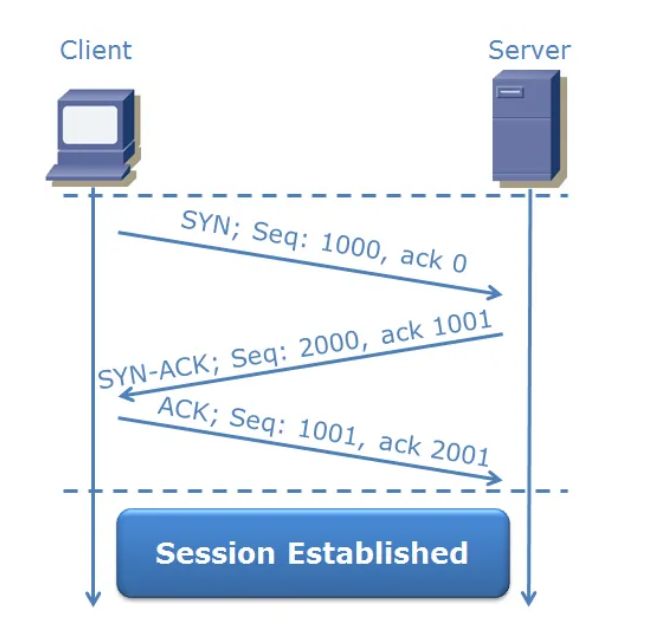 Client
Server
SYN; Seq: 1000, ack 0
SYN-ACK; Seq: 2000, ack 1001
ACK; Seq: 1001, ack 2001
Session Established